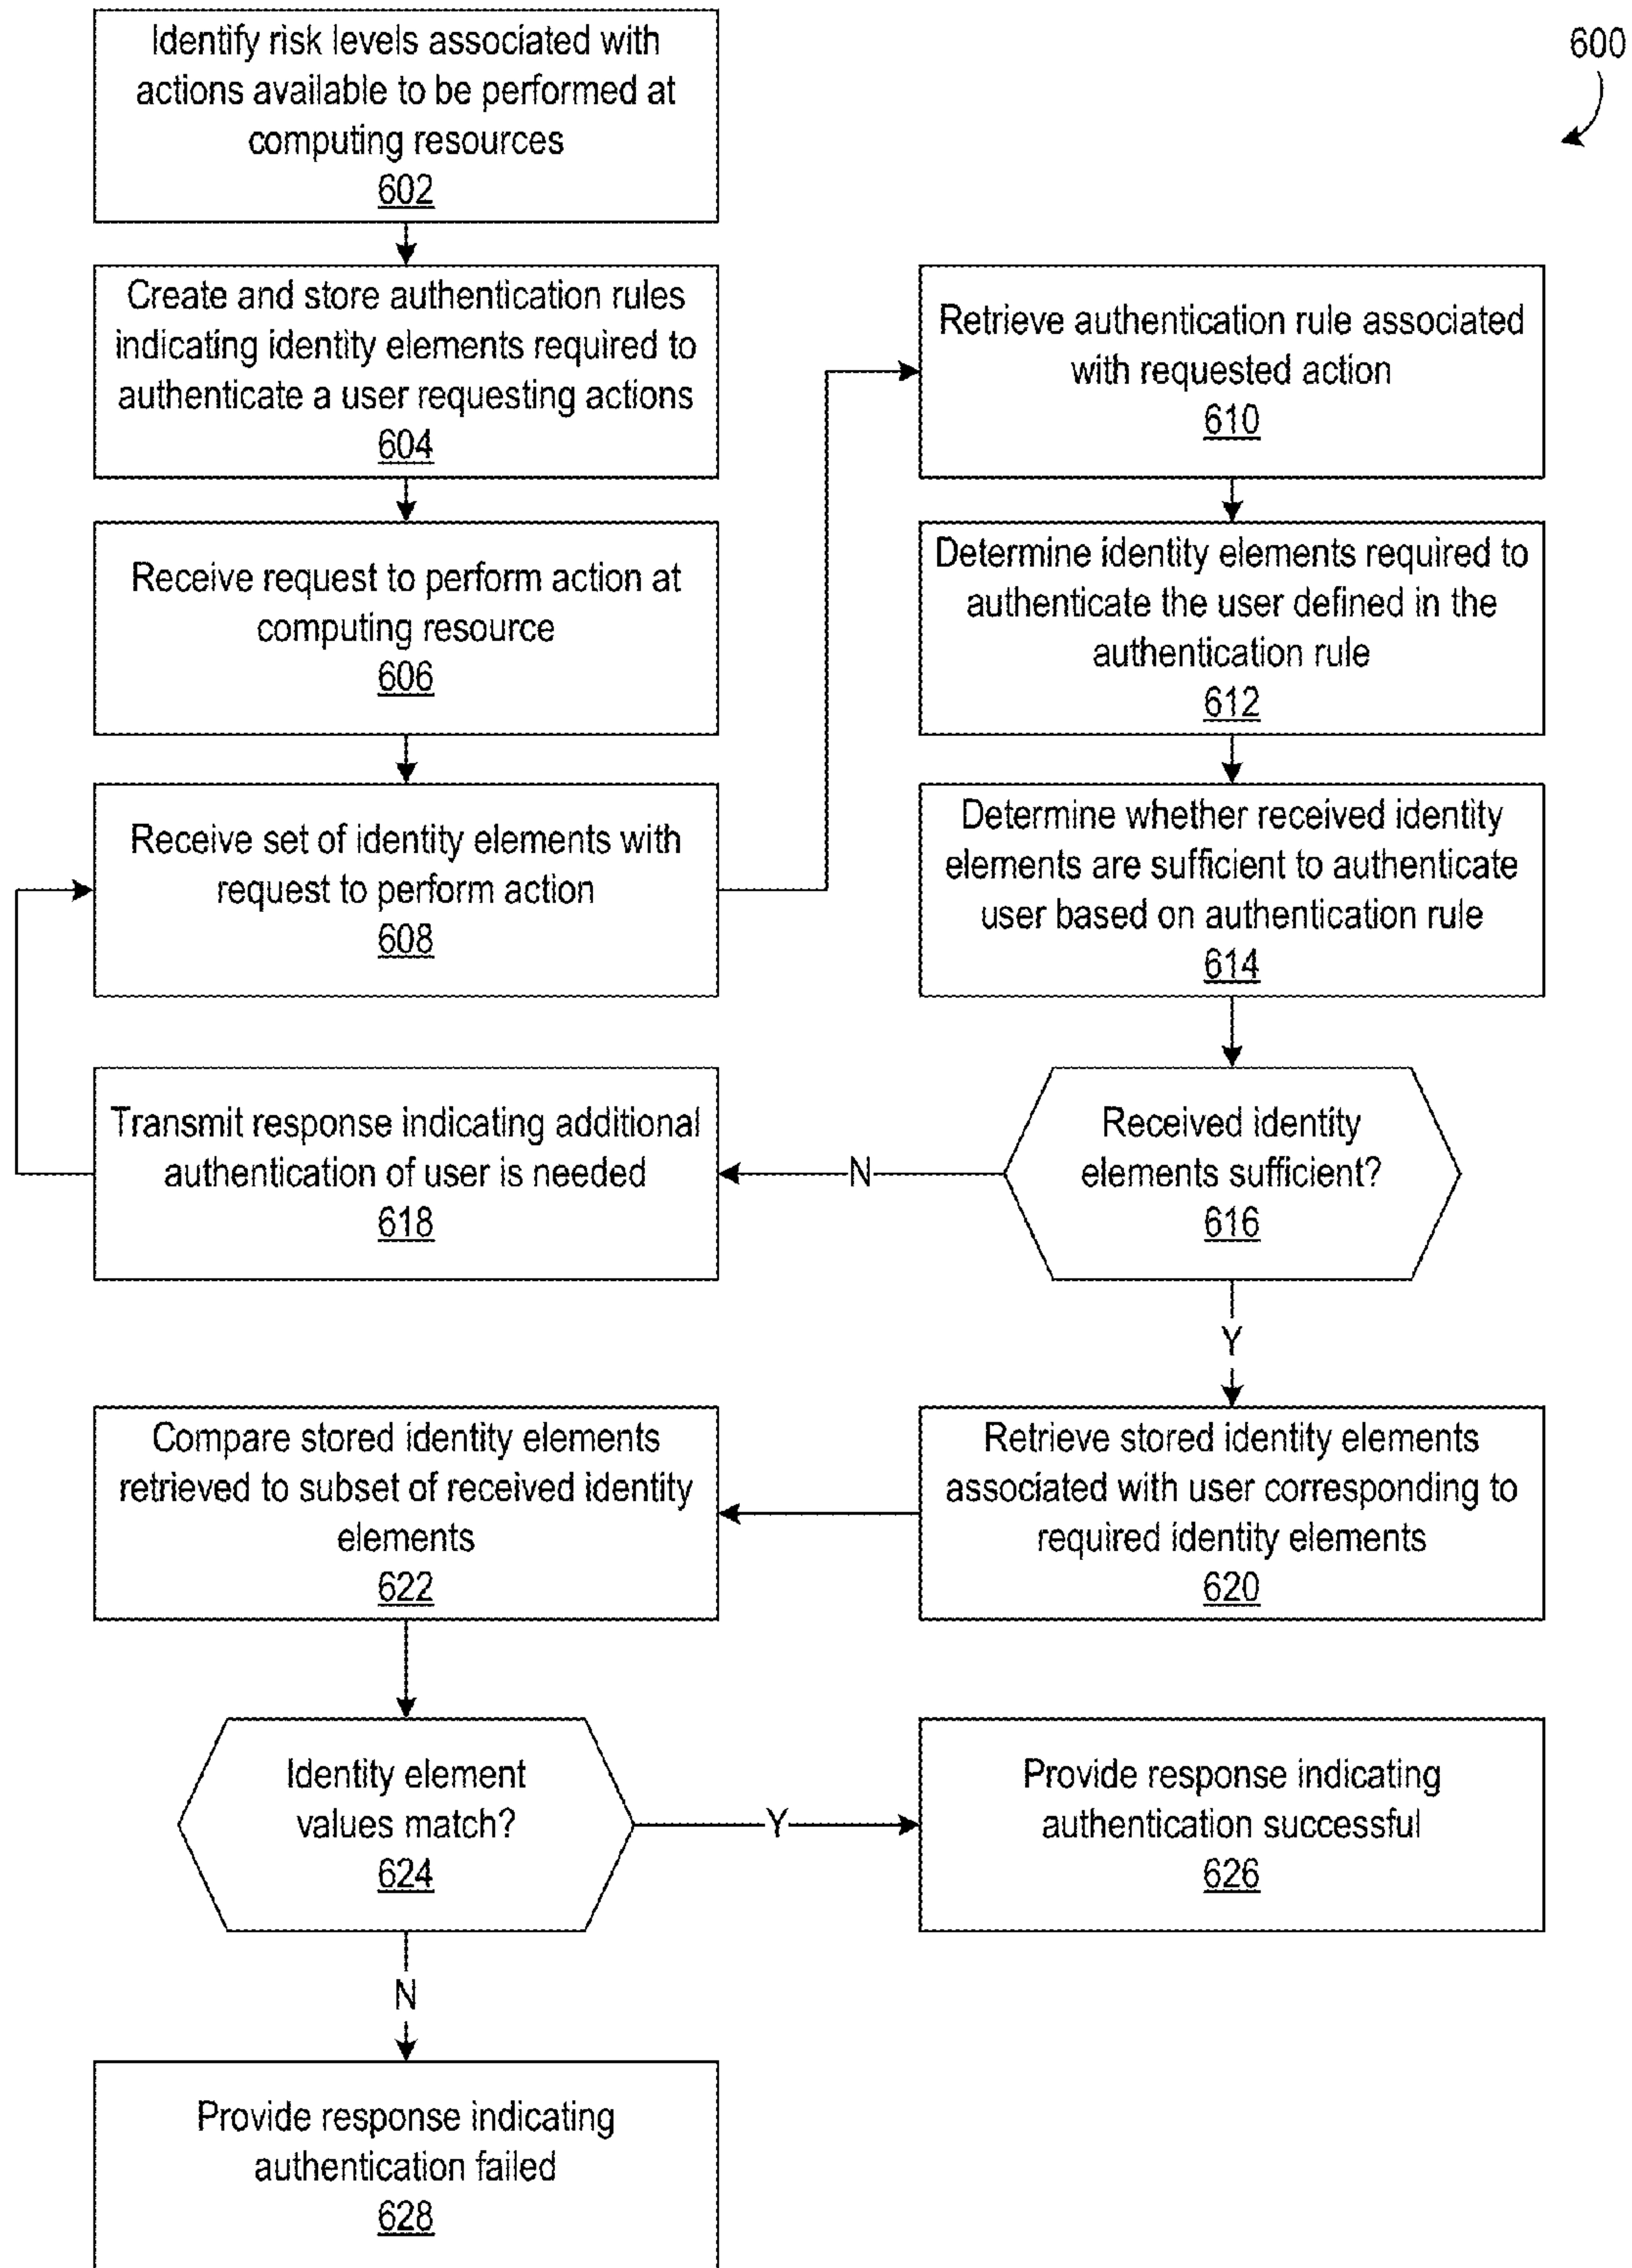 600
Identify risk levels associated with
actions available to be performed at
computing resources
602
Create and store authentication rules
indicating identity elements required to
authenticate a user requesting actions
604
Receive request to perform action at
computing resource
606
Receive set of identity elements with
request to perform action
608
Retrieve authentication rule associated
with requested action
610
Determine identity elements required to
authenticate the user defined in the
authentication rule
612
Determine whether received identity
elements are sufficient to authenticate
user based on authentication rule
614
Received identity
elements sufficient?
616
N
Transmit response indicating additional
authentication of user is needed
618
Y
Retrieve stored identity elements
associated with user corresponding to
required identity elements
620
Compare stored identity elements
retrieved to subset of received identity
elements
622
Identity element
values match?
624
Y
Provide response indicating
authentication successful
626
N
Provide response indicating
authentication failed
628